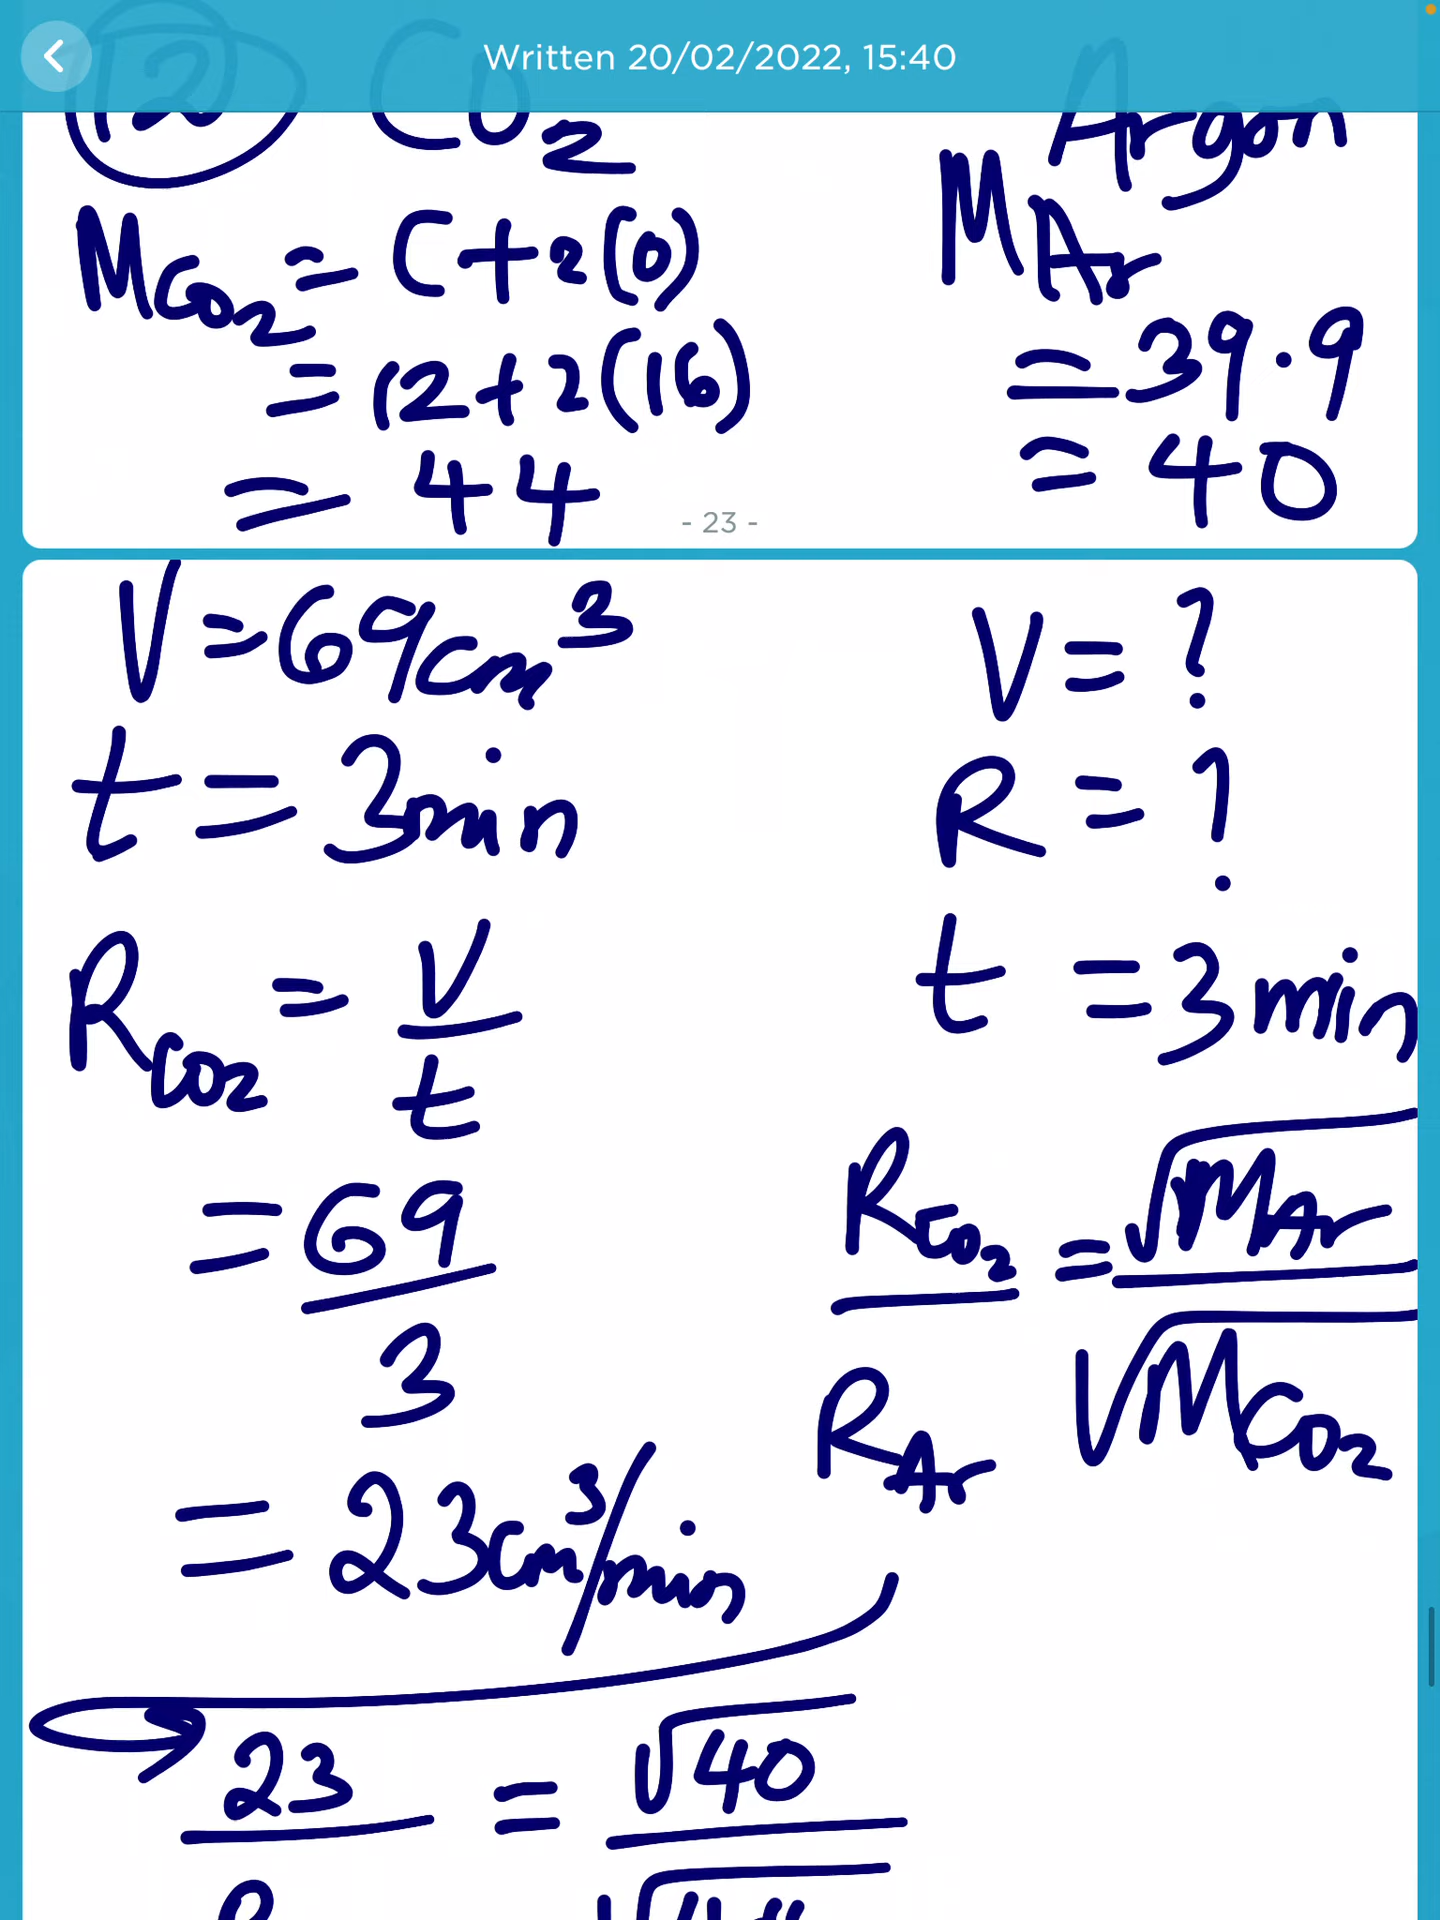 Written 20/02/2022, 15:40
12 CO2 Argon
MCO2 = C+2(O)
= 12+2(16)
= 44
MAr
= 39.9
= 40
- 23 -
V=69cm³
t = 3min
RCO2 = V/t
= 69/3
= 23cm³/min
V = ?
R = ?
t = 3min
RCO2/RAr = √MAr/√MCO2
23/R = √40/√44